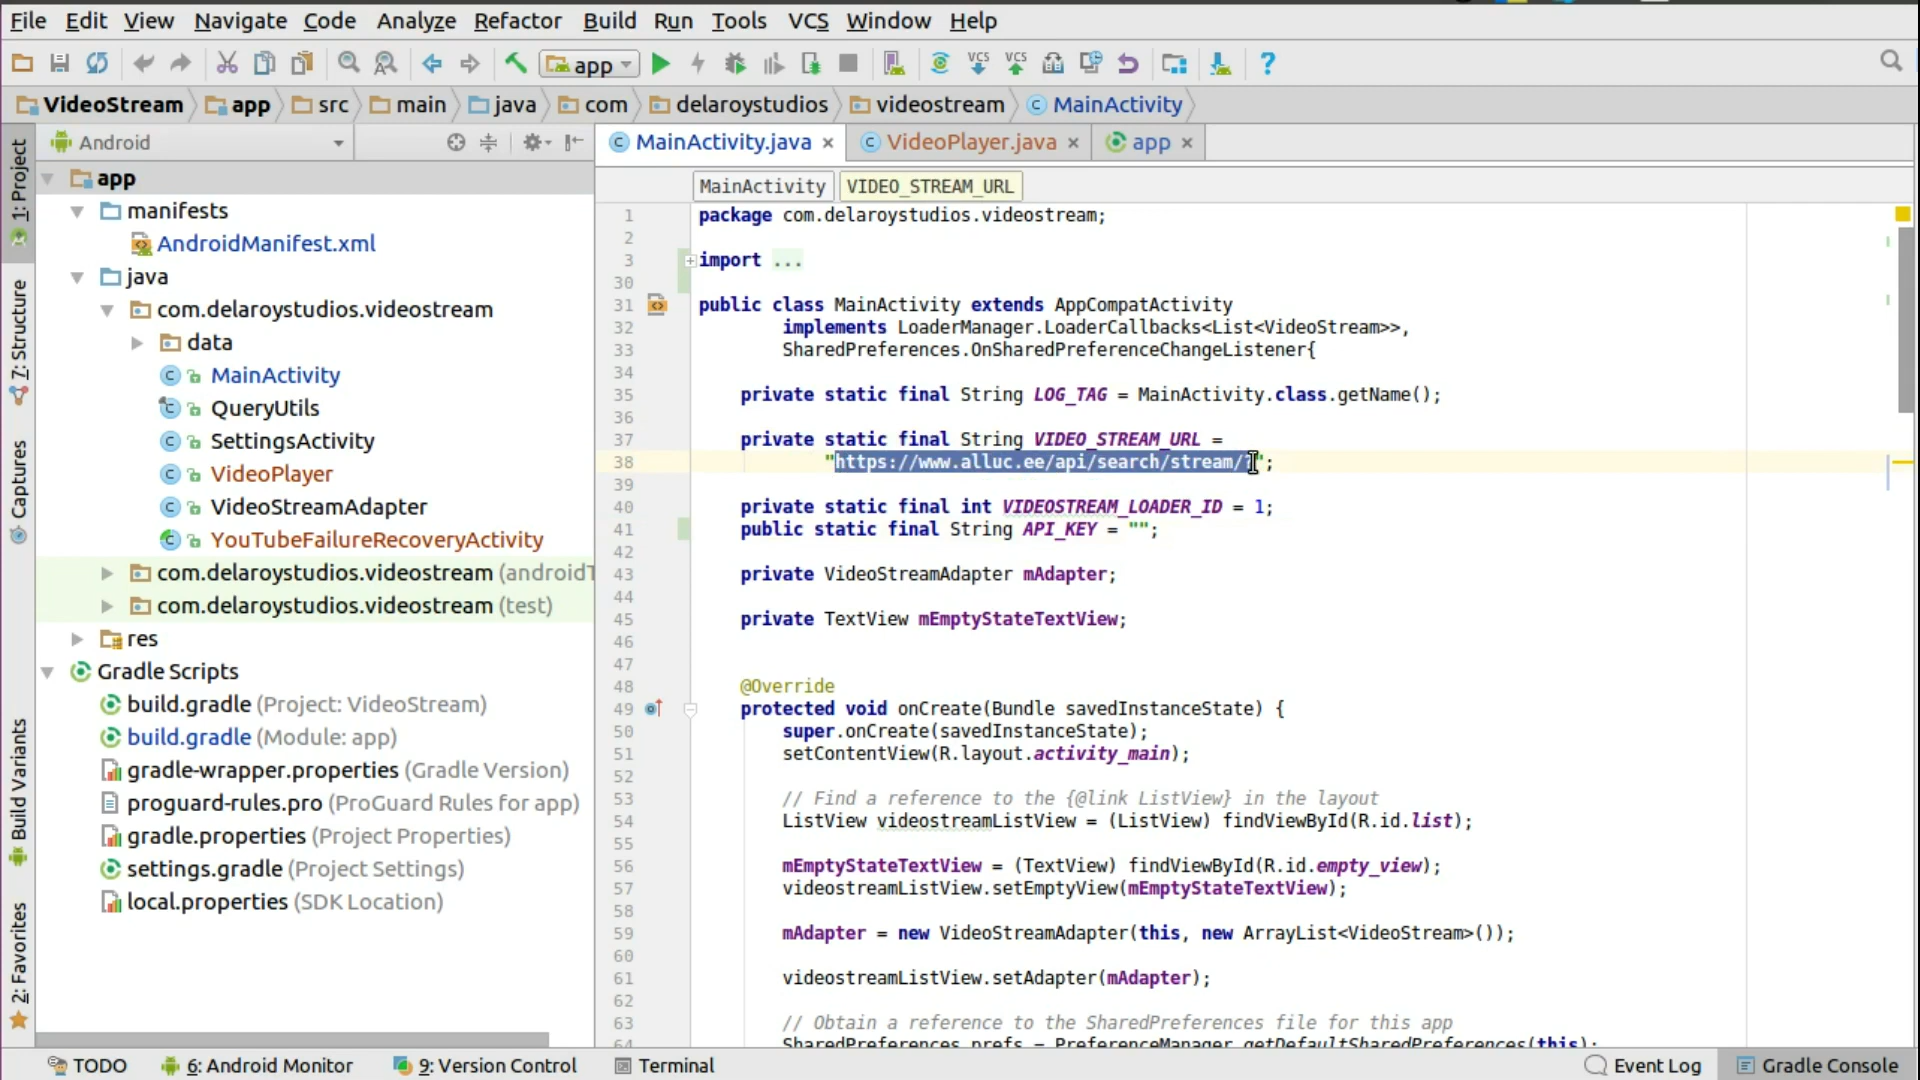 File Edit View Navigate Code Analyze Refactor Build Run Tools VCS Window Help
app VCS VCS ?
VideoStream app src main java com delaroystudios videostream MainActivity
Android
MainActivity.java VideoPlayer.java app
1: Project
7: Structure
Captures
Build Variants
2: Favorites
app
manifests
AndroidManifest.xml
java
com.delaroystudios.videostream
data
MainActivity
QueryUtils
SettingsActivity
VideoPlayer
VideoStreamAdapter
YouTubeFailureRecoveryActivity
com.delaroystudios.videostream (androidT
com.delaroystudios.videostream (test)
res
Gradle Scripts
build.gradle (Project: VideoStream)
build.gradle (Module: app)
gradle-wrapper.properties (Gradle Version)
proguard-rules.pro (ProGuard Rules for app)
gradle.properties (Project Properties)
settings.gradle (Project Settings)
local.properties (SDK Location)
MainActivity VIDEO_STREAM_URL
1 package com.delaroystudios.videostream;
2
3 import ...
30
31 public class MainActivity extends AppCompatActivity
32 implements LoaderManager.LoaderCallbacks<List<VideoStream>>,
33 SharedPreferences.OnSharedPreferenceChangeListener{
34
35 private static final String LOG_TAG = MainActivity.class.getName();
36
37 private static final String VIDEO_STREAM_URL =
38 "https://www.alluc.ee/api/search/stream/?";
39
40 private static final int VIDEOSTREAM_LOADER_ID = 1;
41 public static final String API_KEY = "";
42
43 private VideoStreamAdapter mAdapter;
44
45 private TextView mEmptyStateTextView;
46
47
48 @Override
49 protected void onCreate(Bundle savedInstanceState) {
50 super.onCreate(savedInstanceState);
51 setContentView(R.layout.activity_main);
52
53 // Find a reference to the {@link ListView} in the layout
54 ListView videostreamListView = (ListView) findViewById(R.id.list);
55
56 mEmptyStateTextView = (TextView) findViewById(R.id.empty_view);
57 videostreamListView.setEmptyView(mEmptyStateTextView);
58
59 mAdapter = new VideoStreamAdapter(this, new ArrayList<VideoStream>());
60
61 videostreamListView.setAdapter(mAdapter);
62
63 // Obtain a reference to the SharedPreferences file for this app
64 SharedPreferences prefs = PreferenceManager.getDefaultSharedPreferences(this);
TODO 6: Android Monitor 9: Version Control Terminal Event Log Gradle Console